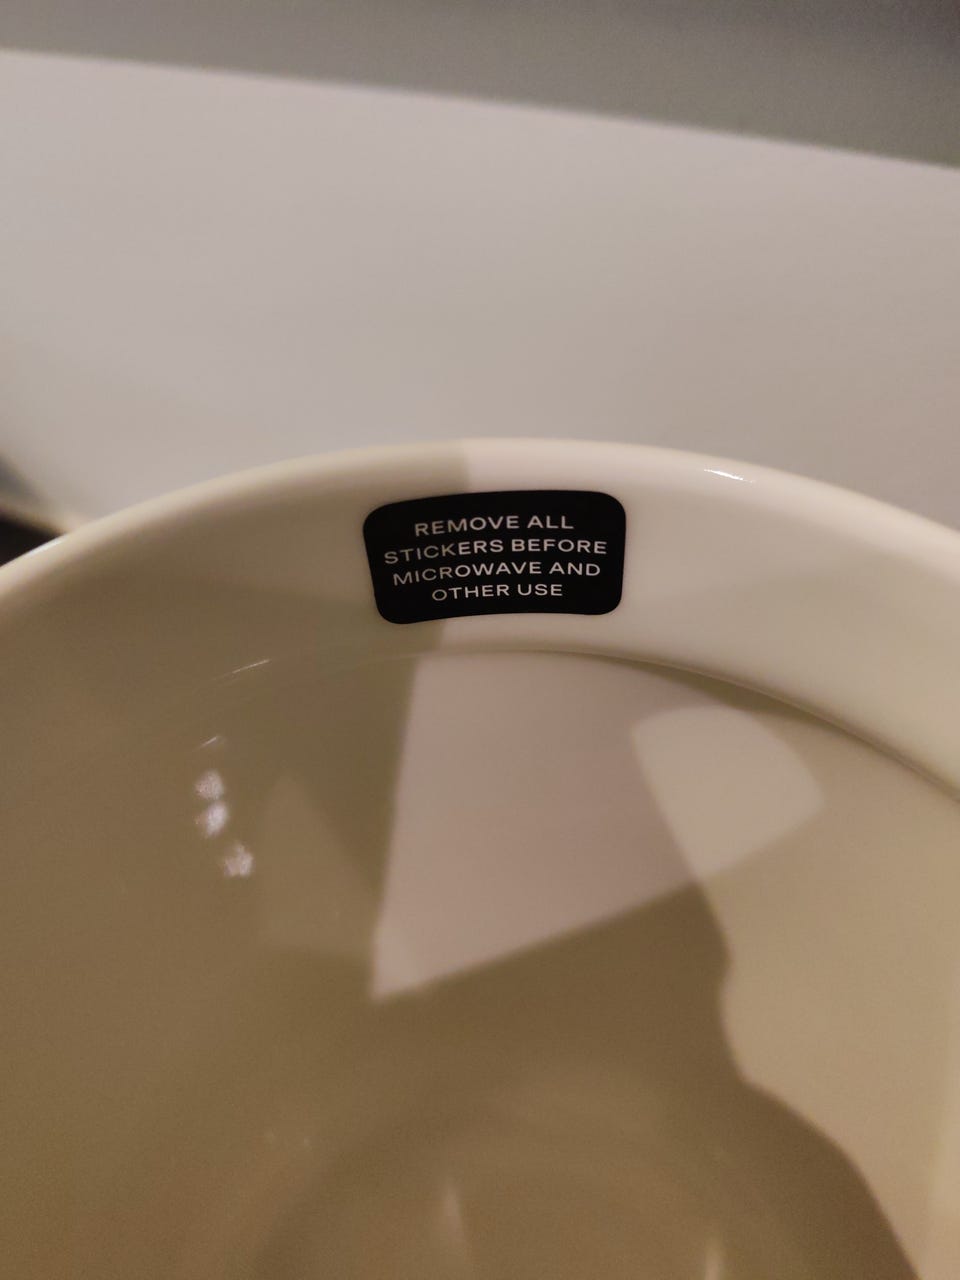 REMOVE ALL
STICKERS BEFORE
MICROWAVE AND
OTHER USE